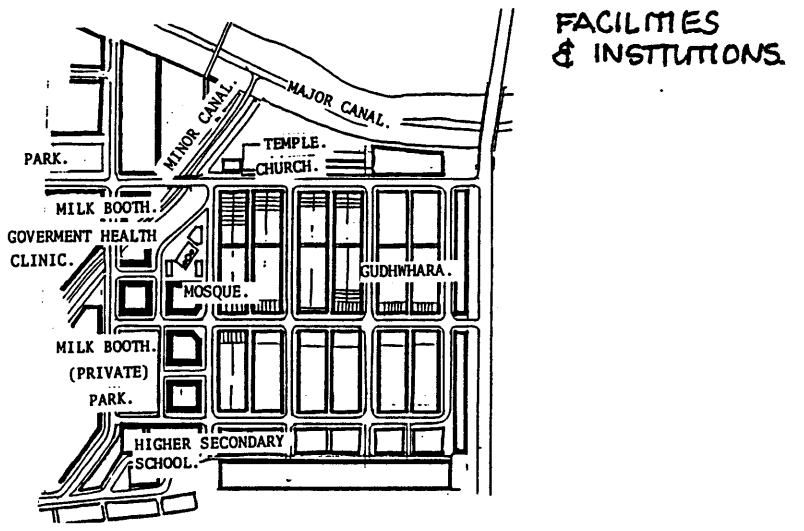 FACILITIES
& INSTITUTIONS.
MAJOR CANAL.
MINOR CANAL.
TEMPLE.
CHURCH.
PARK.
MILK BOOTH.
GOVERMENT HEALTH
CLINIC.
MOSQUE.
GUDHWHARA.
MILK BOOTH.
(PRIVATE)
PARK.
HIGHER SECONDARY
SCHOOL.